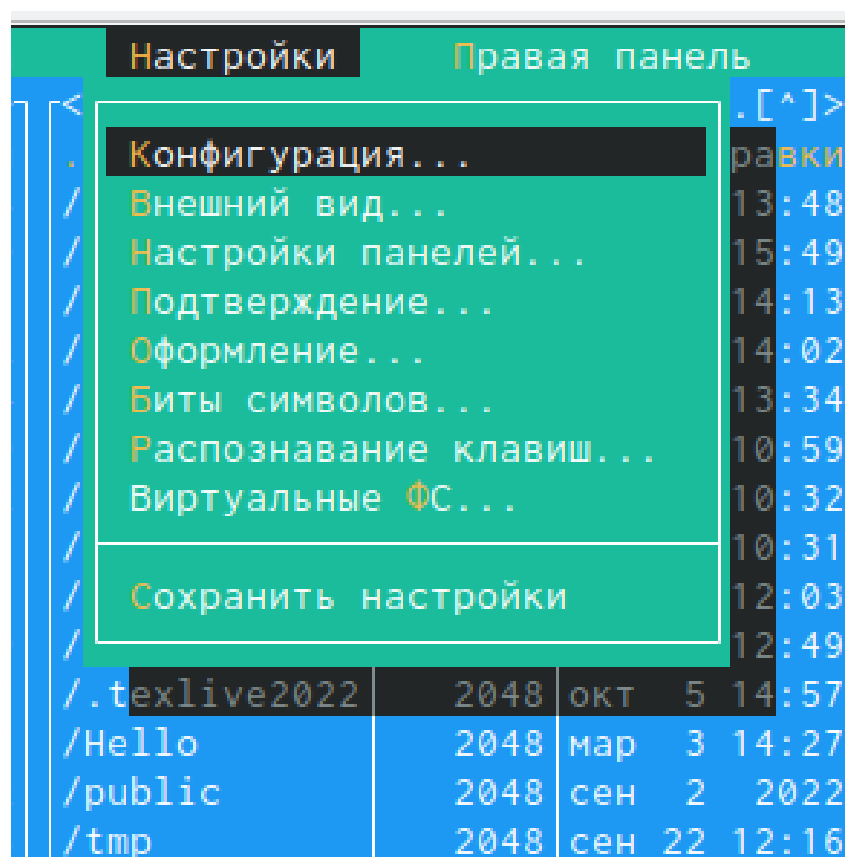 Настройки Правая панель
< .[^]>
. Конфигурация... равки
/ Внешний вид... 13:48
/ Настройки панелей... 15:49
/ Подтверждение... 14:13
/ Оформление... 14:02
/ Биты символов... 13:34
/ Распознавание клавиш... 10:59
/ Виртуальные ФС... 10:32
/ 10:31
/ Сохранить настройки 12:03
/ 12:49
/.texlive2022 2048 окт 5 14:57
/Hello 2048 мар 3 14:27
/public 2048 сен 2 2022
/tmp 2048 сен 22 12:16